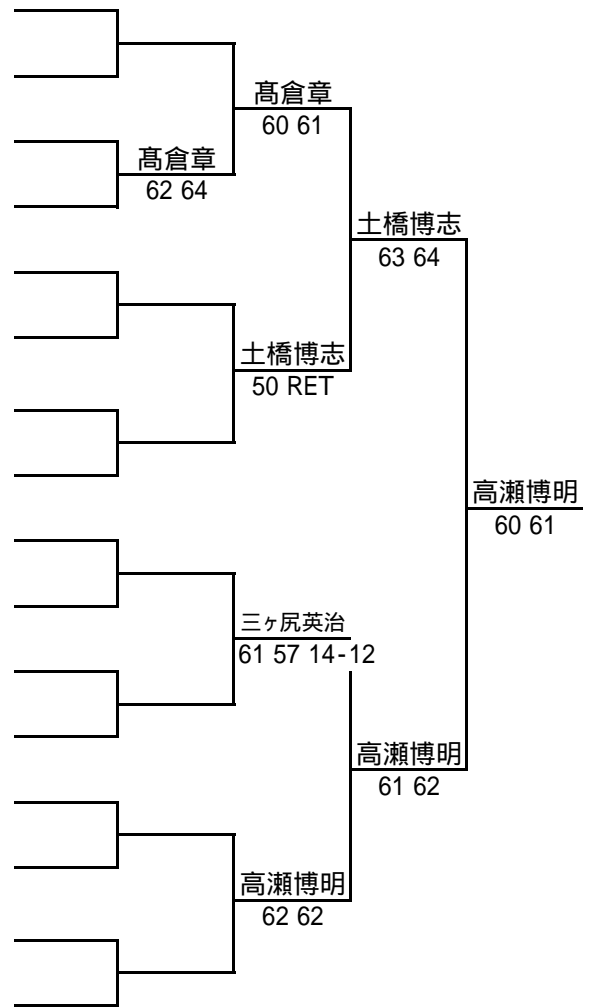 髙倉章
60 61
髙倉章
62 64
土橋博志
63 64
土橋博志
50 RET
高瀬博明
60 61
三ヶ尻英治
61 57 14-12
高瀬博明
61 62
高瀬博明
62 62